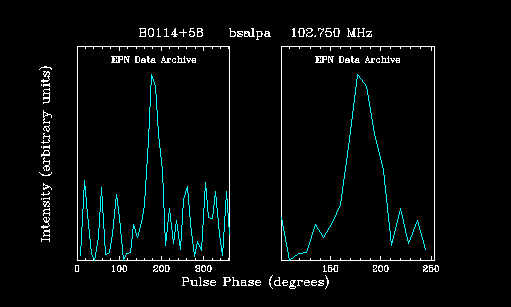 B0114+58 bsalpa 102.750 MHz
EPN Data Archive EPN Data Archive
Intensity (arbitrary units)
0 100 200 300 150 200 250
Pulse Phase (degrees)